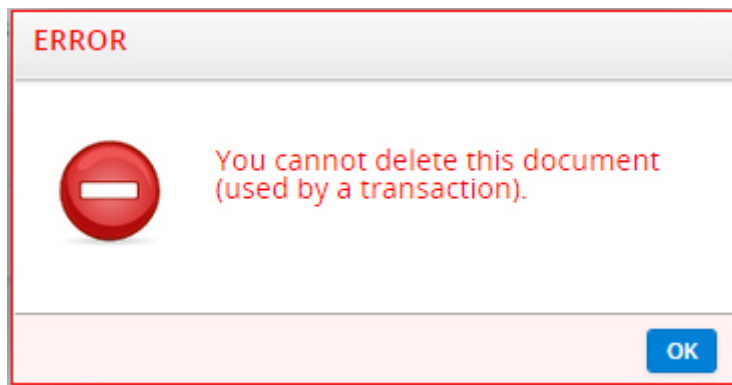 ERROR
You cannot delete this document
(used by a transaction).
OK